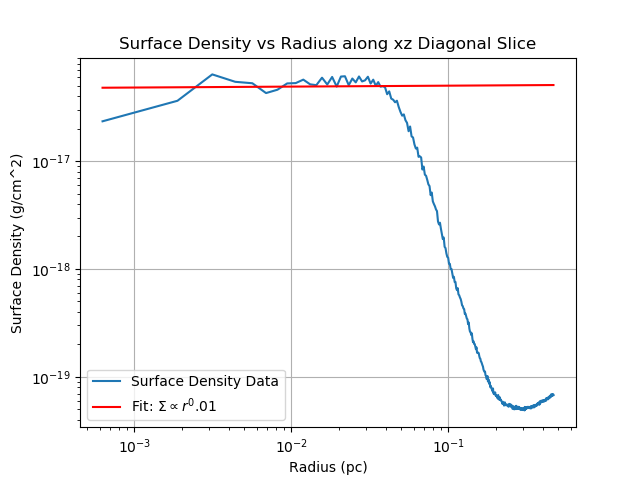 Surface Density vs Radius along xz Diagonal Slice
Surface Density (g/cm^2)
10⁻¹⁷
10⁻¹⁸
10⁻¹⁹
Surface Density Data
Fit: Σ ∝ r⁰.01
10⁻³
10⁻²
10⁻¹
Radius (pc)